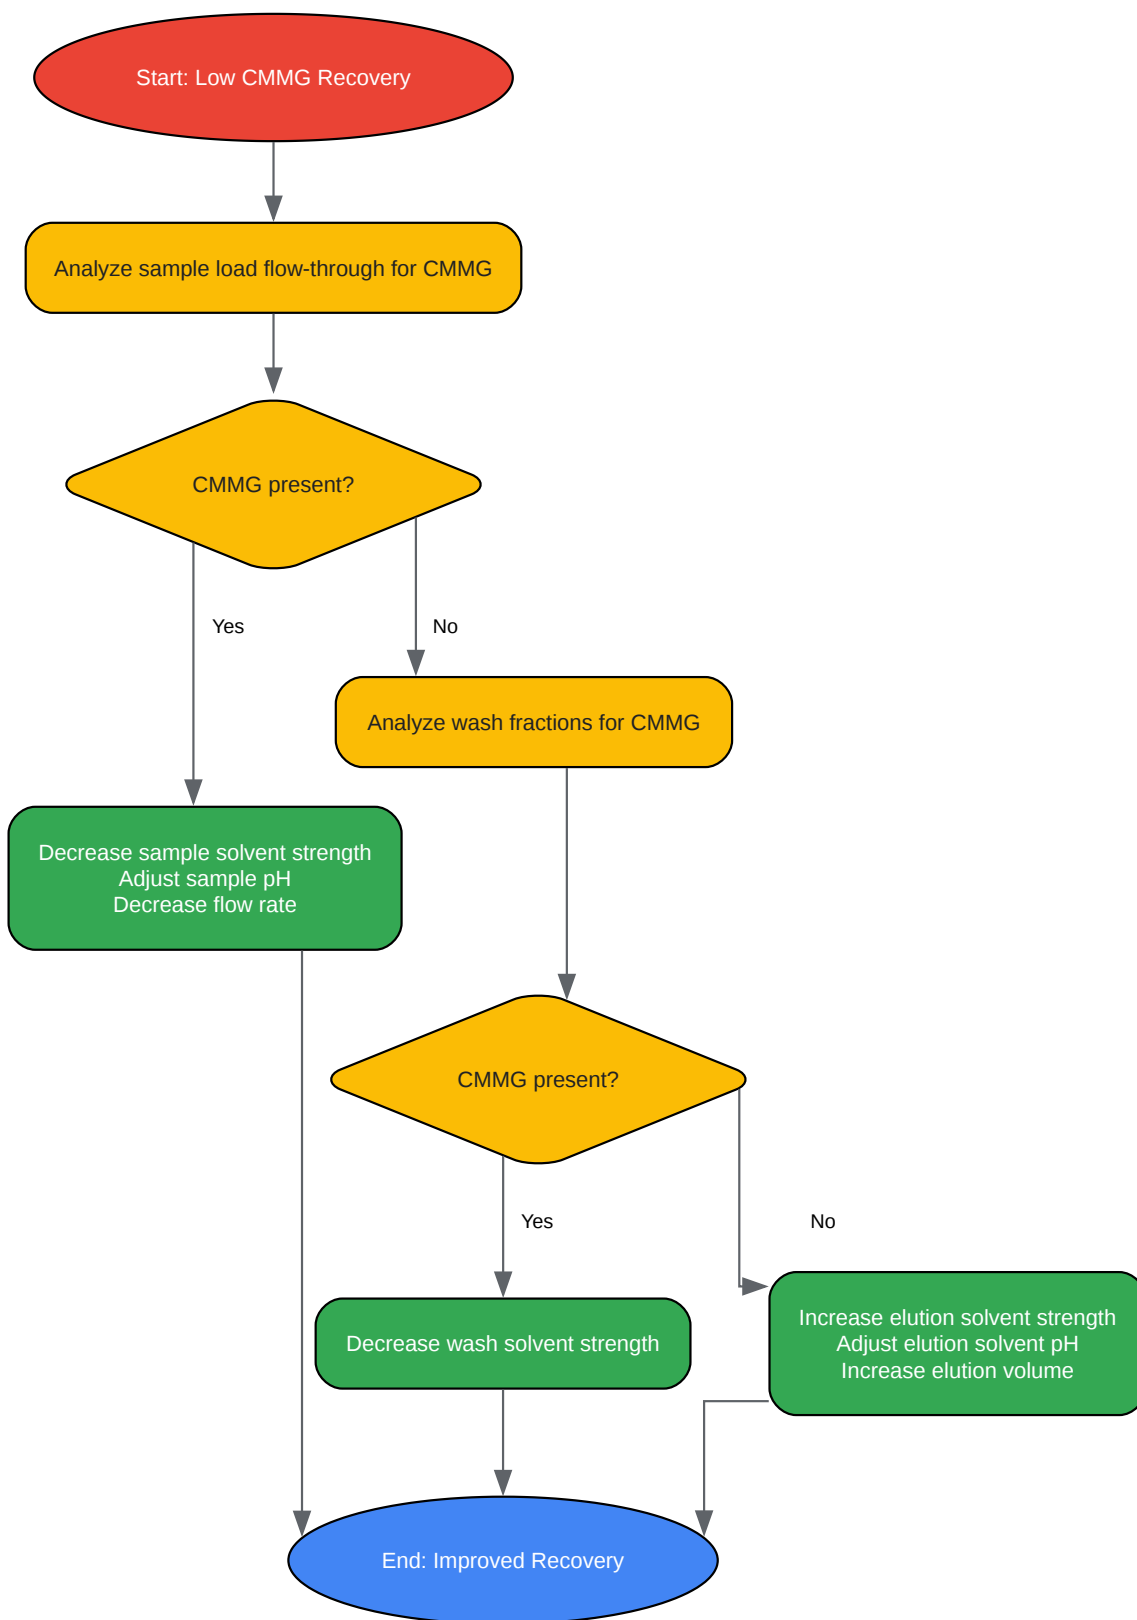 Start: Low CMMG Recovery
Analyze sample load flow-through for CMMG
CMMG present?
Yes
No
Analyze wash fractions for CMMG
Decrease sample solvent strength
Adjust sample pH
Decrease flow rate
CMMG present?
Yes
No
Decrease wash solvent strength
Increase elution solvent strength
Adjust elution solvent pH
Increase elution volume
End: Improved Recovery